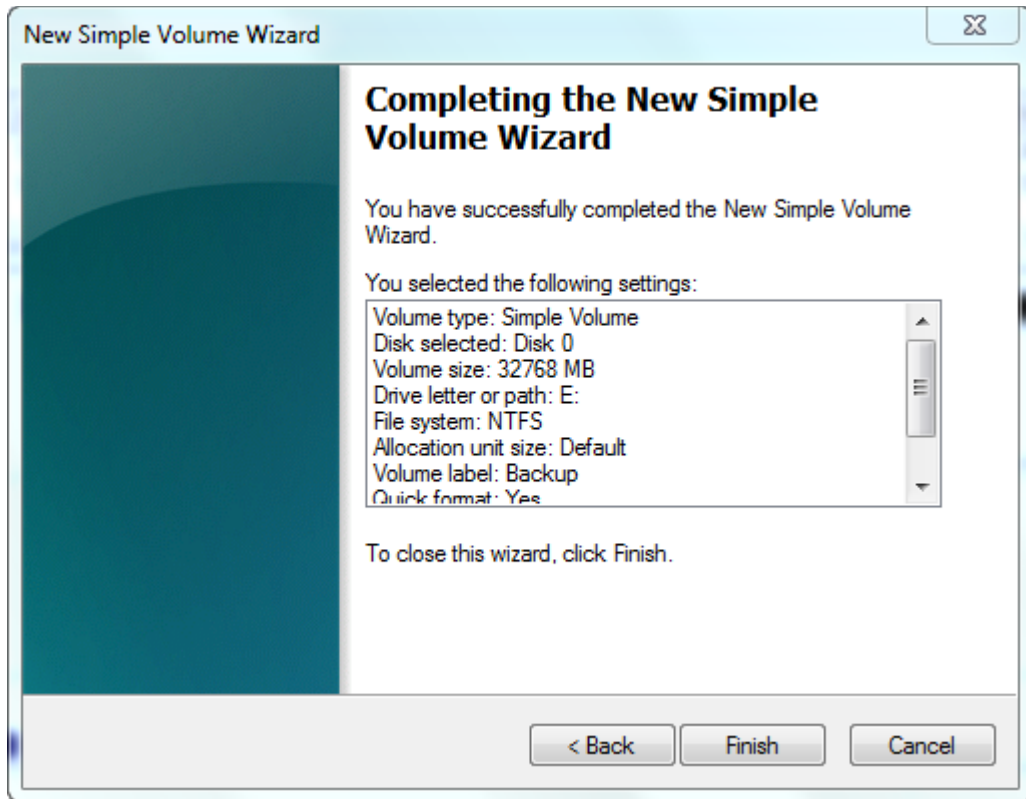 New Simple Volume Wizard
Completing the New Simple
Volume Wizard
You have successfully completed the New Simple Volume
Wizard.
You selected the following settings:
Volume type: Simple Volume
Disk selected: Disk 0
Volume size: 32768 MB
Drive letter or path: E:
File system: NTFS
Allocation unit size: Default
Volume label: Backup
Quick format: Yes
To close this wizard, click Finish.
< Back
Finish
Cancel